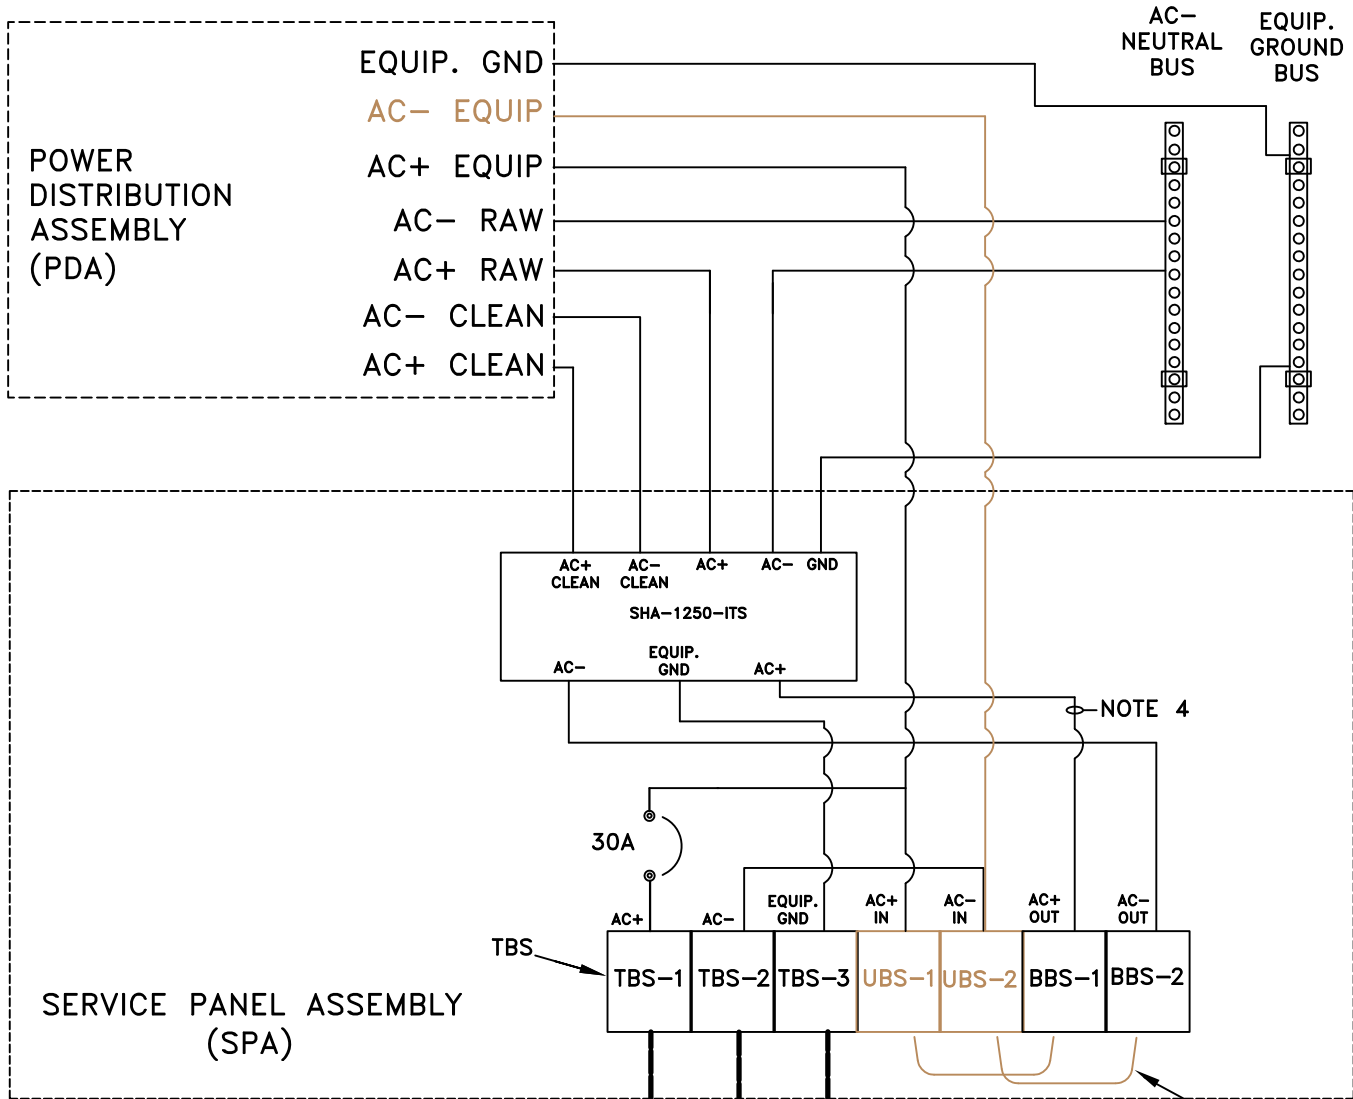 AC-
NEUTRAL
BUS
EQUIP.
GROUND
BUS
EQUIP. GND
AC- EQUIP
AC+ EQUIP
AC- RAW
AC+ RAW
AC- CLEAN
AC+ CLEAN
POWER
DISTRIBUTION
ASSEMBLY
(PDA)
AC+
CLEAN
AC-
CLEAN
AC+
AC-
GND
SHA-1250-ITS
AC-
EQUIP.
GND
AC+
NOTE 4
30A
AC+
AC-
EQUIP.
GND
AC+
IN
AC-
IN
AC+
OUT
AC-
OUT
TBS
TBS-1
TBS-2
TBS-3
UBS-1
UBS-2
BBS-1
BBS-2
SERVICE PANEL ASSEMBLY
(SPA)